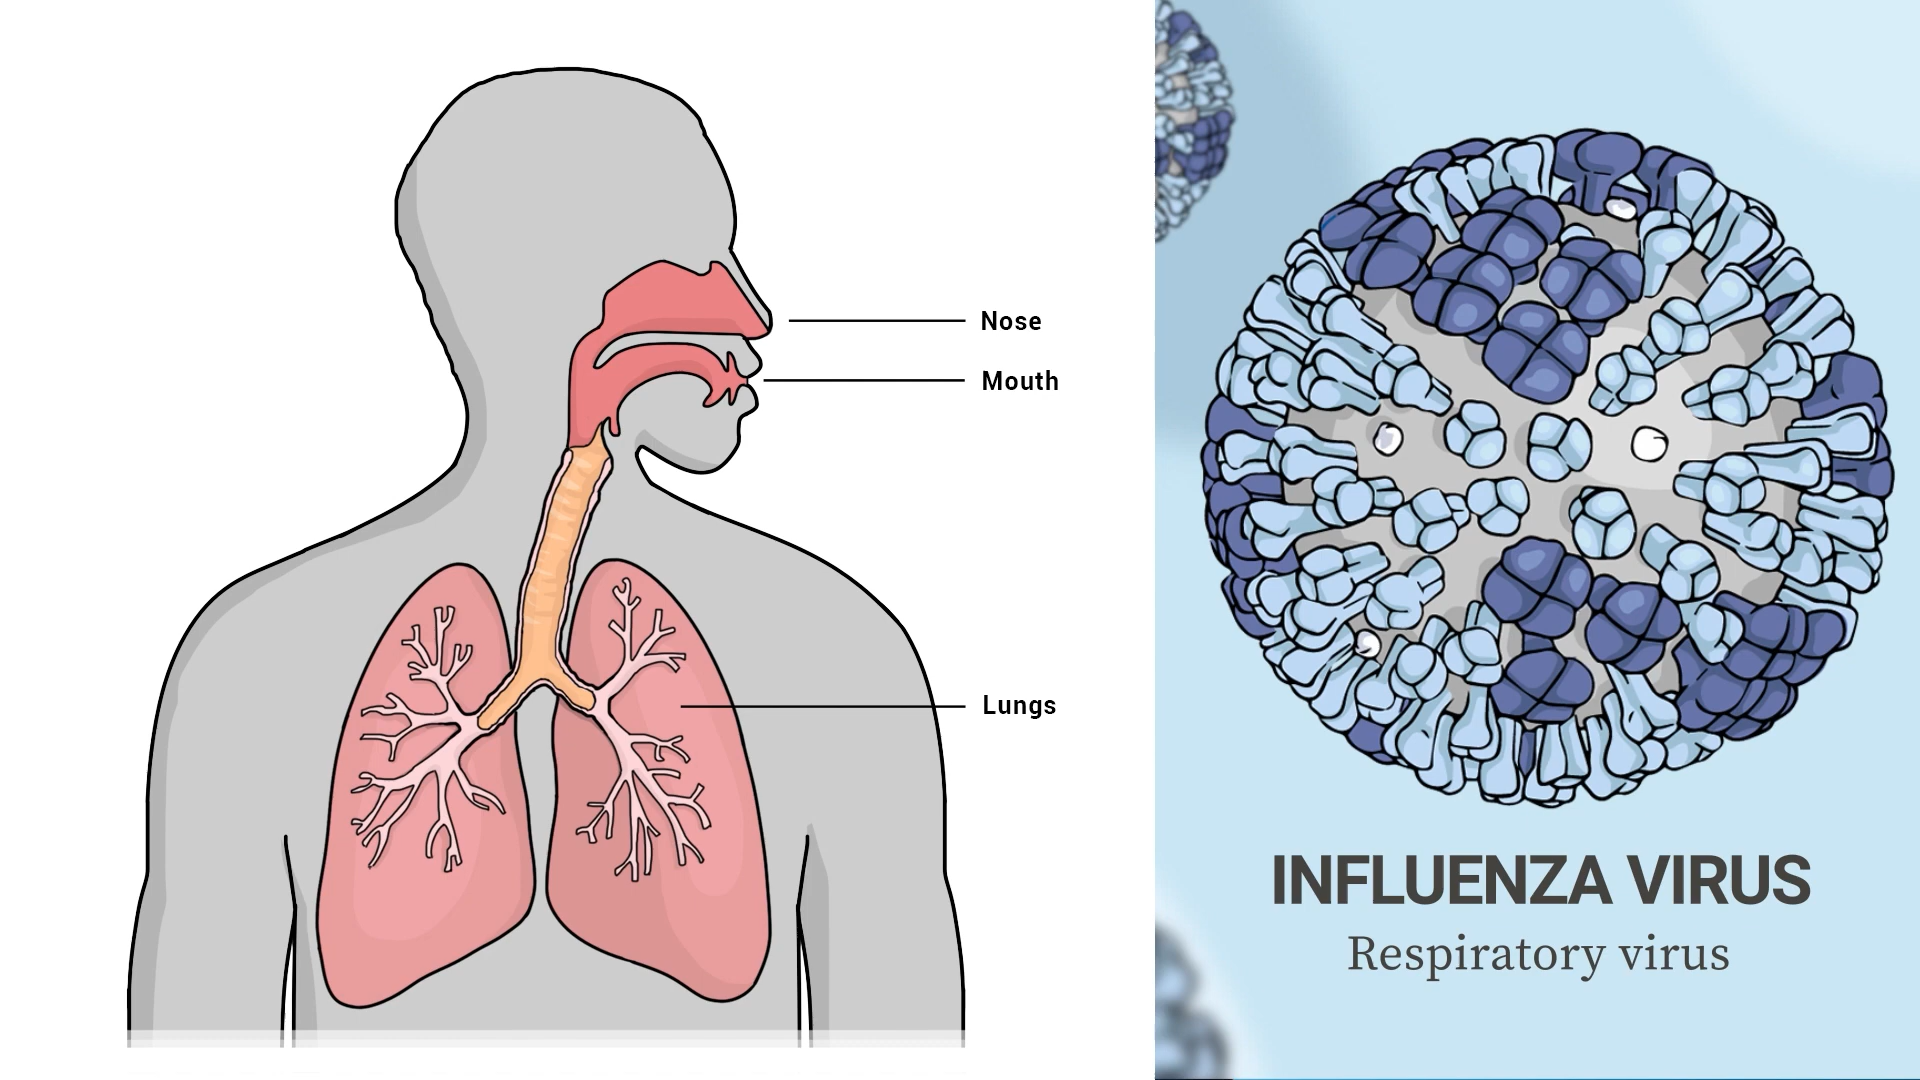 Nose
Mouth
Lungs
INFLUENZA VIRUS
Respiratory virus